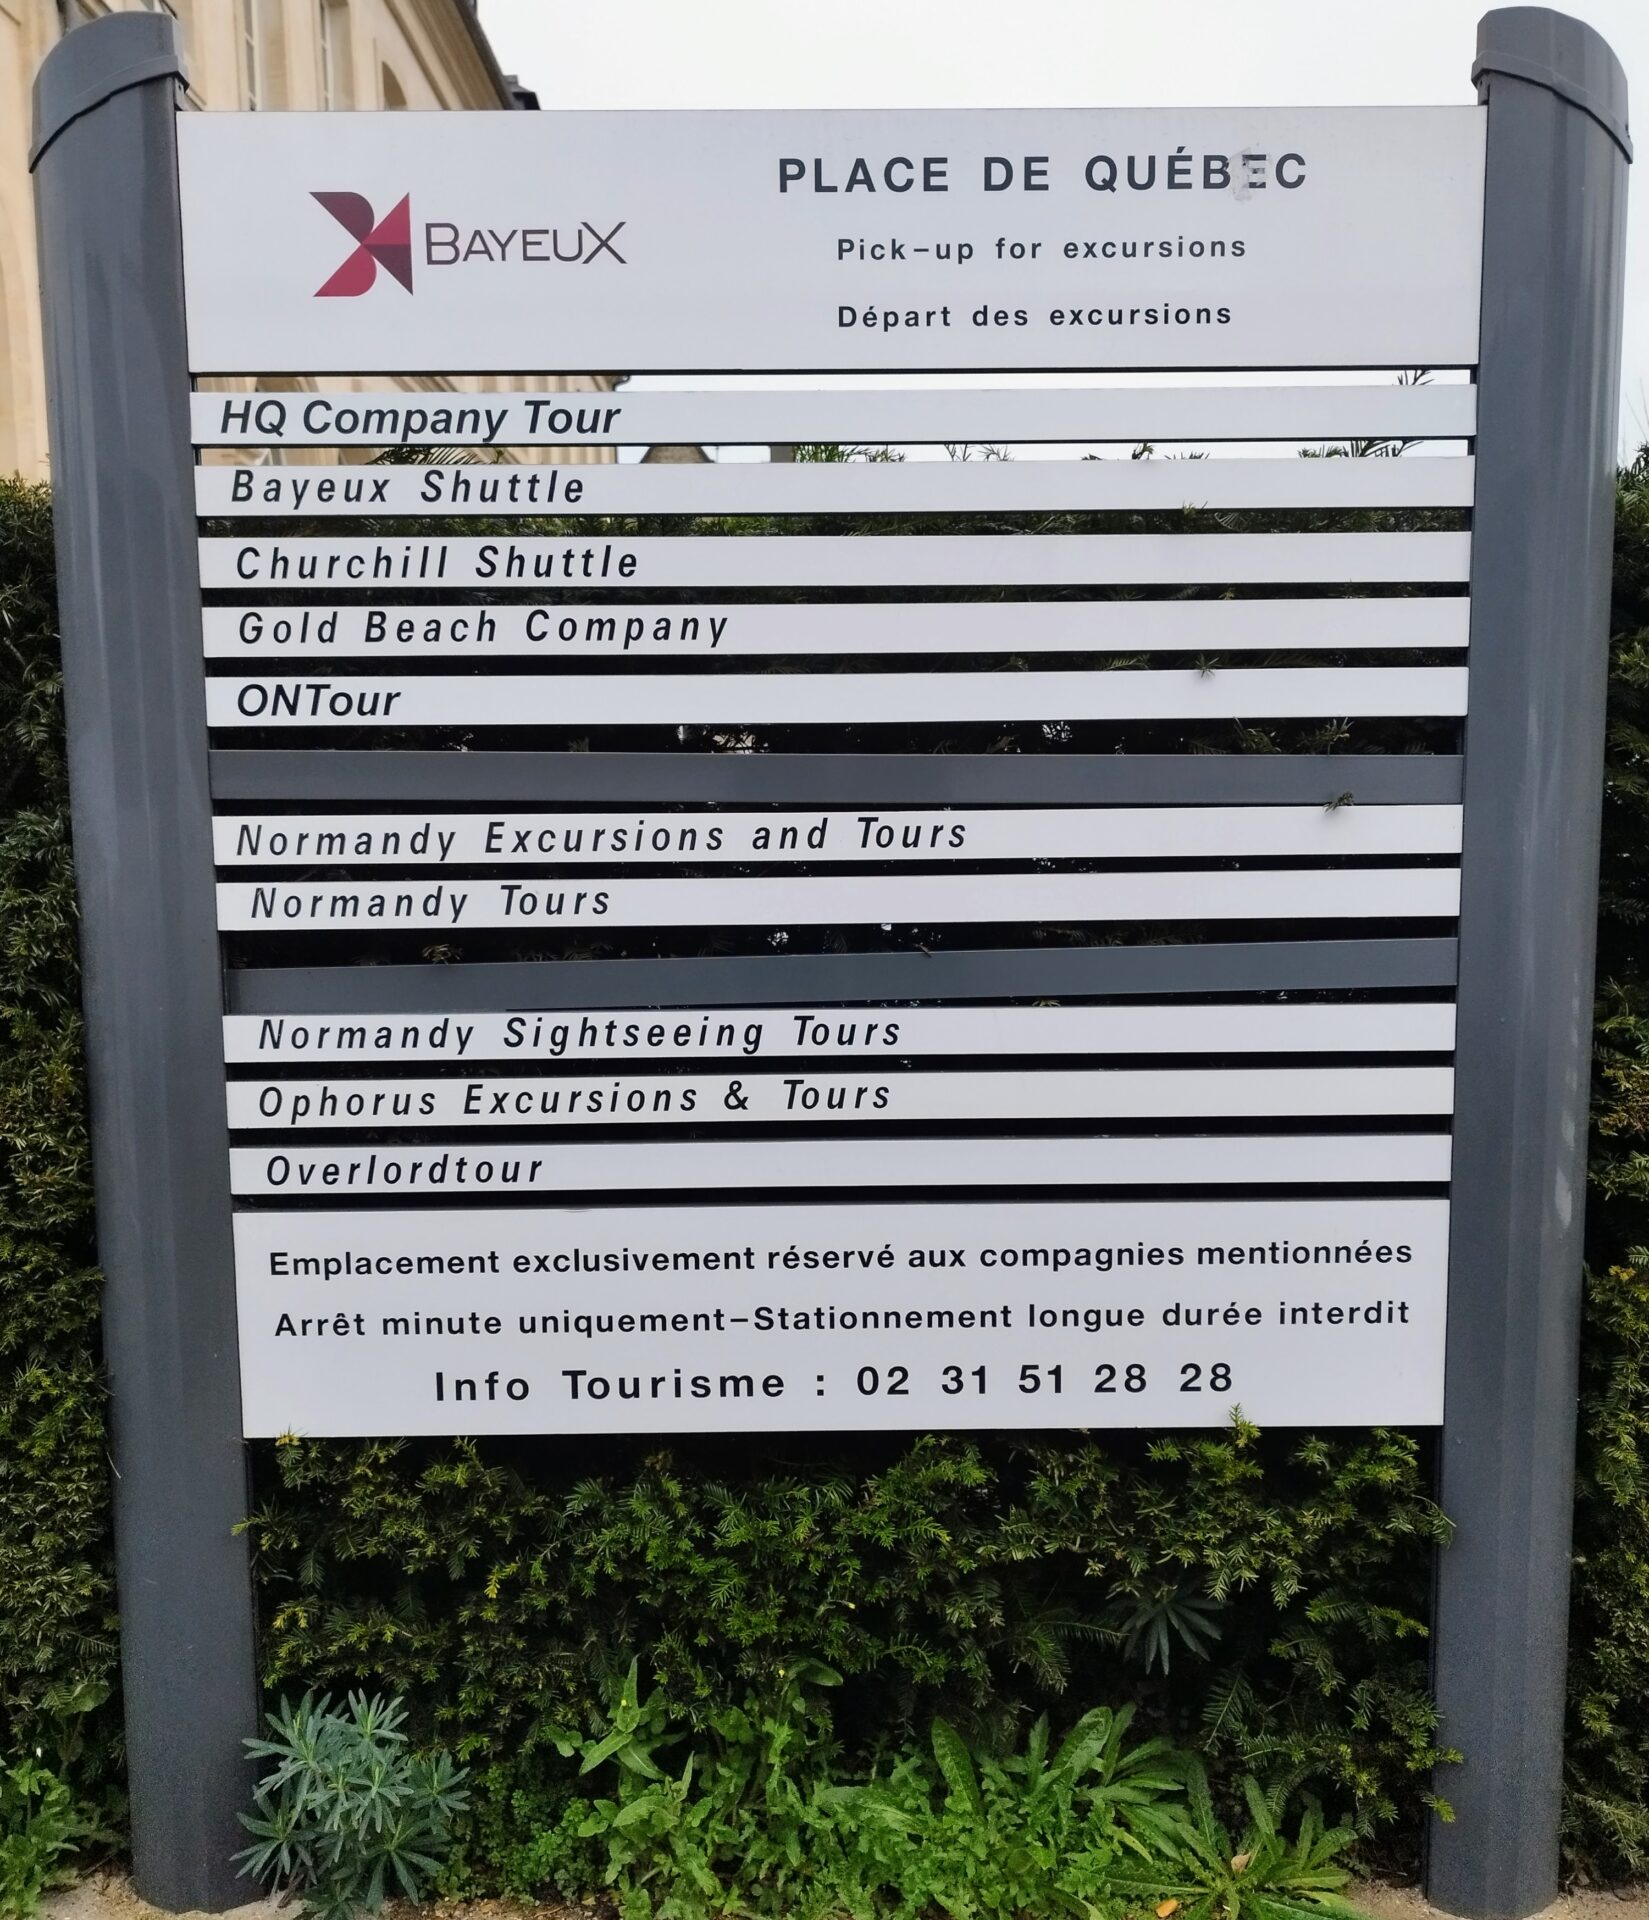 BAYEUX
PLACE DE QUÉBEC
Pick-up for excursions
Départ des excursions
HQ Company Tour
Bayeux Shuttle
Churchill Shuttle
Gold Beach Company
ONTour
Normandy Excursions and Tours
Normandy Tours
Normandy Sightseeing Tours
Ophorus Excursions & Tours
Overlordtour
Emplacement exclusivement réservé aux compagnies mentionnées
Arrêt minute uniquement-Stationnement longue durée interdit
Info Tourisme : 02 31 51 28 28